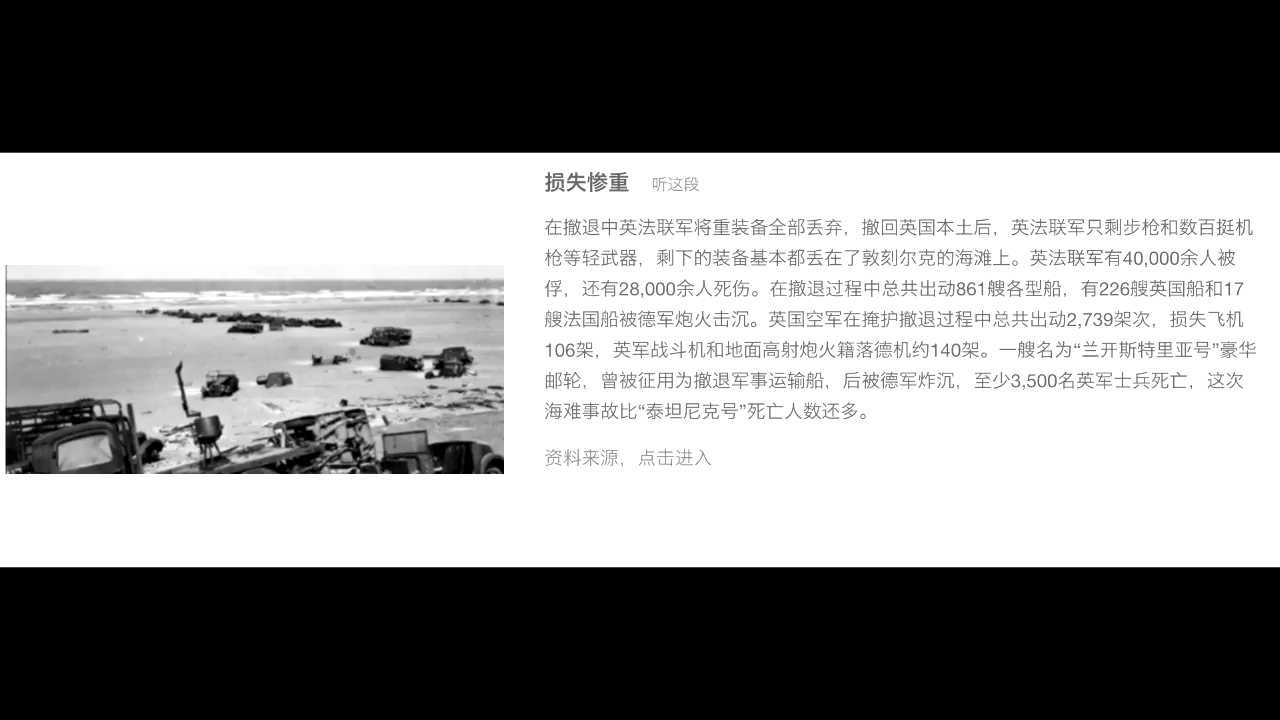 损失惨重 听这段
在撤退中英法联军将重装备全部丢弃，撤回英国本土后，英法联军只剩步枪和数百挺机
枪等轻武器，剩下的装备基本都丢在了敦刻尔克的海滩上。英法联军有40,000余人被
俘，还有28,000余人死伤。在撤退过程中总共出动861艘各型船，有226艘英国船和17
艘法国船被德军炮火击沉。英国空军在掩护撤退过程中总共出动2,739架次，损失飞机
106架，英军战斗机和地面高射炮火籍落德机约140架。一艘名为“兰开斯特里亚号”豪华
邮轮，曾被征用为撤退军事运输船，后被德军炸沉，至少3,500名英军士兵死亡，这次
海难事故比“泰坦尼克号”死亡人数还多。
资料来源，点击进入